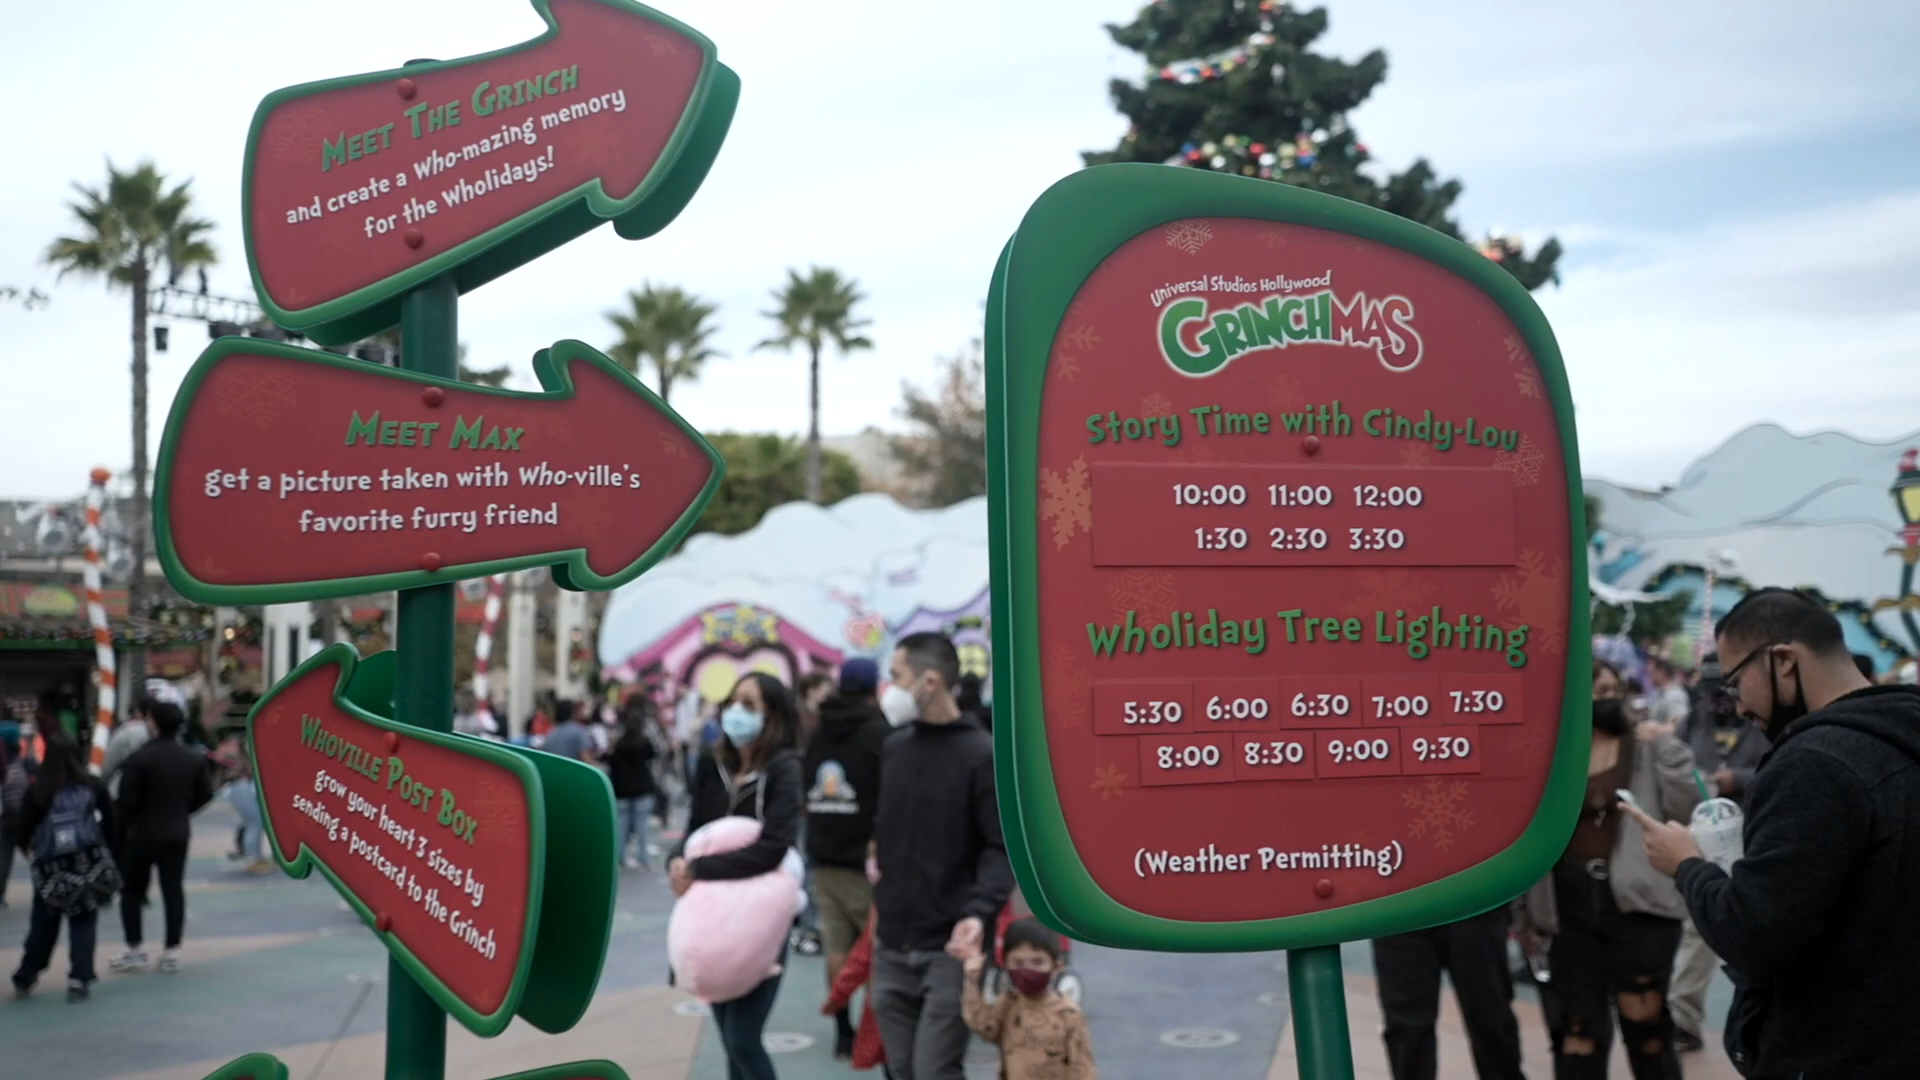 MEET THE GRINCH
and create a Who-mazing memory
for the Wholidays!
MEET MAX
get a picture taken with Who-ville's
favorite furry friend
WHOVILLE POST BOX
grow your heart 3 sizes by
sending a postcard to the Grinch
Universal Studios Hollywood
GRINCHMAS
Story Time with Cindy-Lou
10:00 11:00 12:00
1:30 2:30 3:30
Wholiday Tree Lighting
5:30 6:00 6:30 7:00 7:30
8:00 8:30 9:00 9:30
(Weather Permitting)